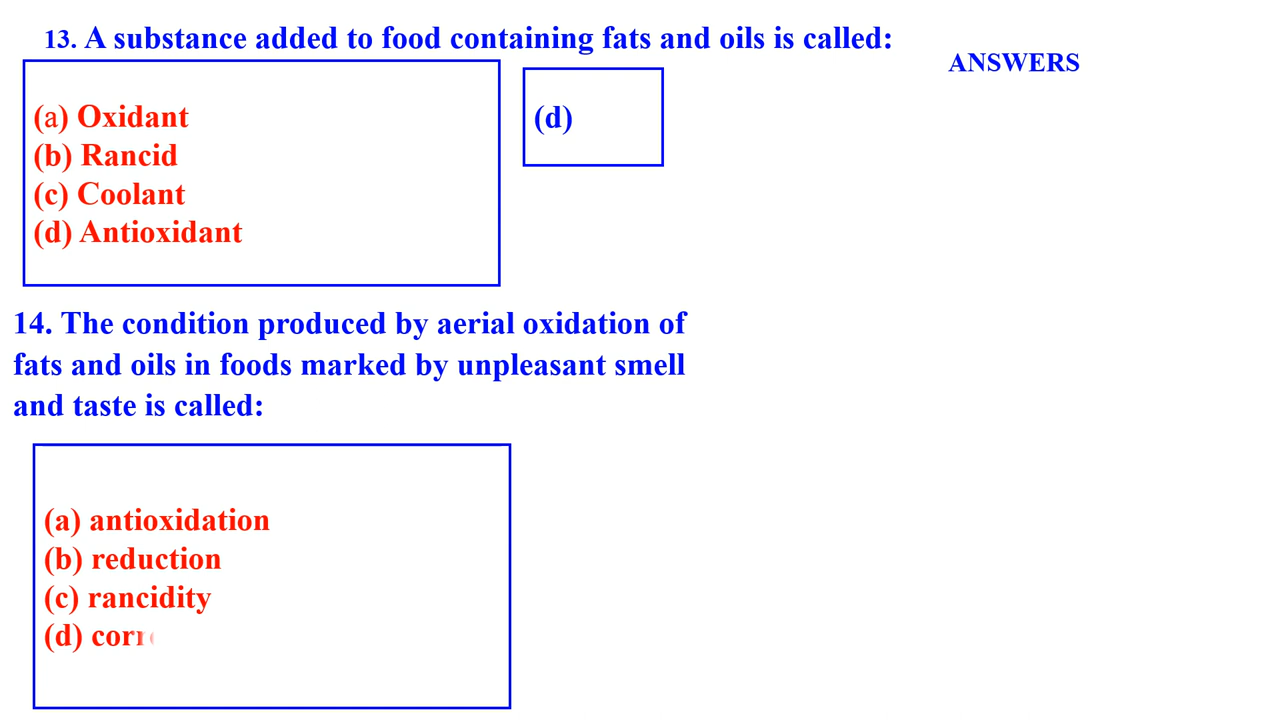 13. A substance added to food containing fats and oils is called:
ANSWERS
(a) Oxidant
(b) Rancid
(c) Coolant
(d) Antioxidant
(d)
14. The condition produced by aerial oxidation of
fats and oils in foods marked by unpleasant smell
and taste is called:
(a) antioxidation
(b) reduction
(c) rancidity
(d)